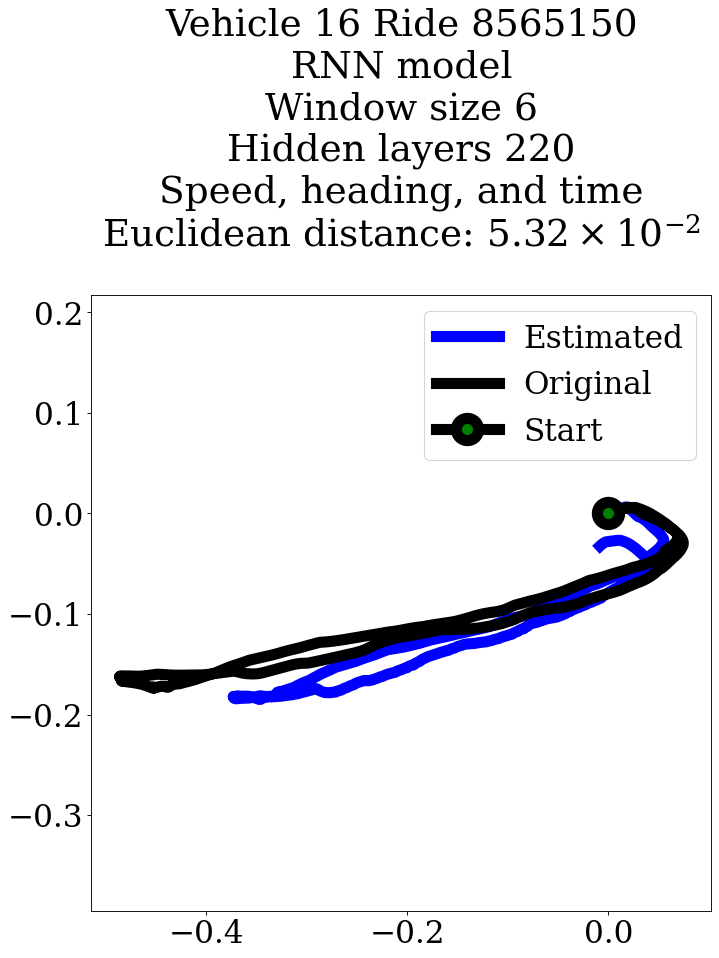 Vehicle 16 Ride 8565150
RNN model
Window size 6
Hidden layers 220
Speed, heading, and time
Euclidean distance: 5.32 × 10⁻²
Estimated
Original
Start
0.2
0.1
0.0
−0.1
−0.2
−0.3
−0.4 −0.2 0.0